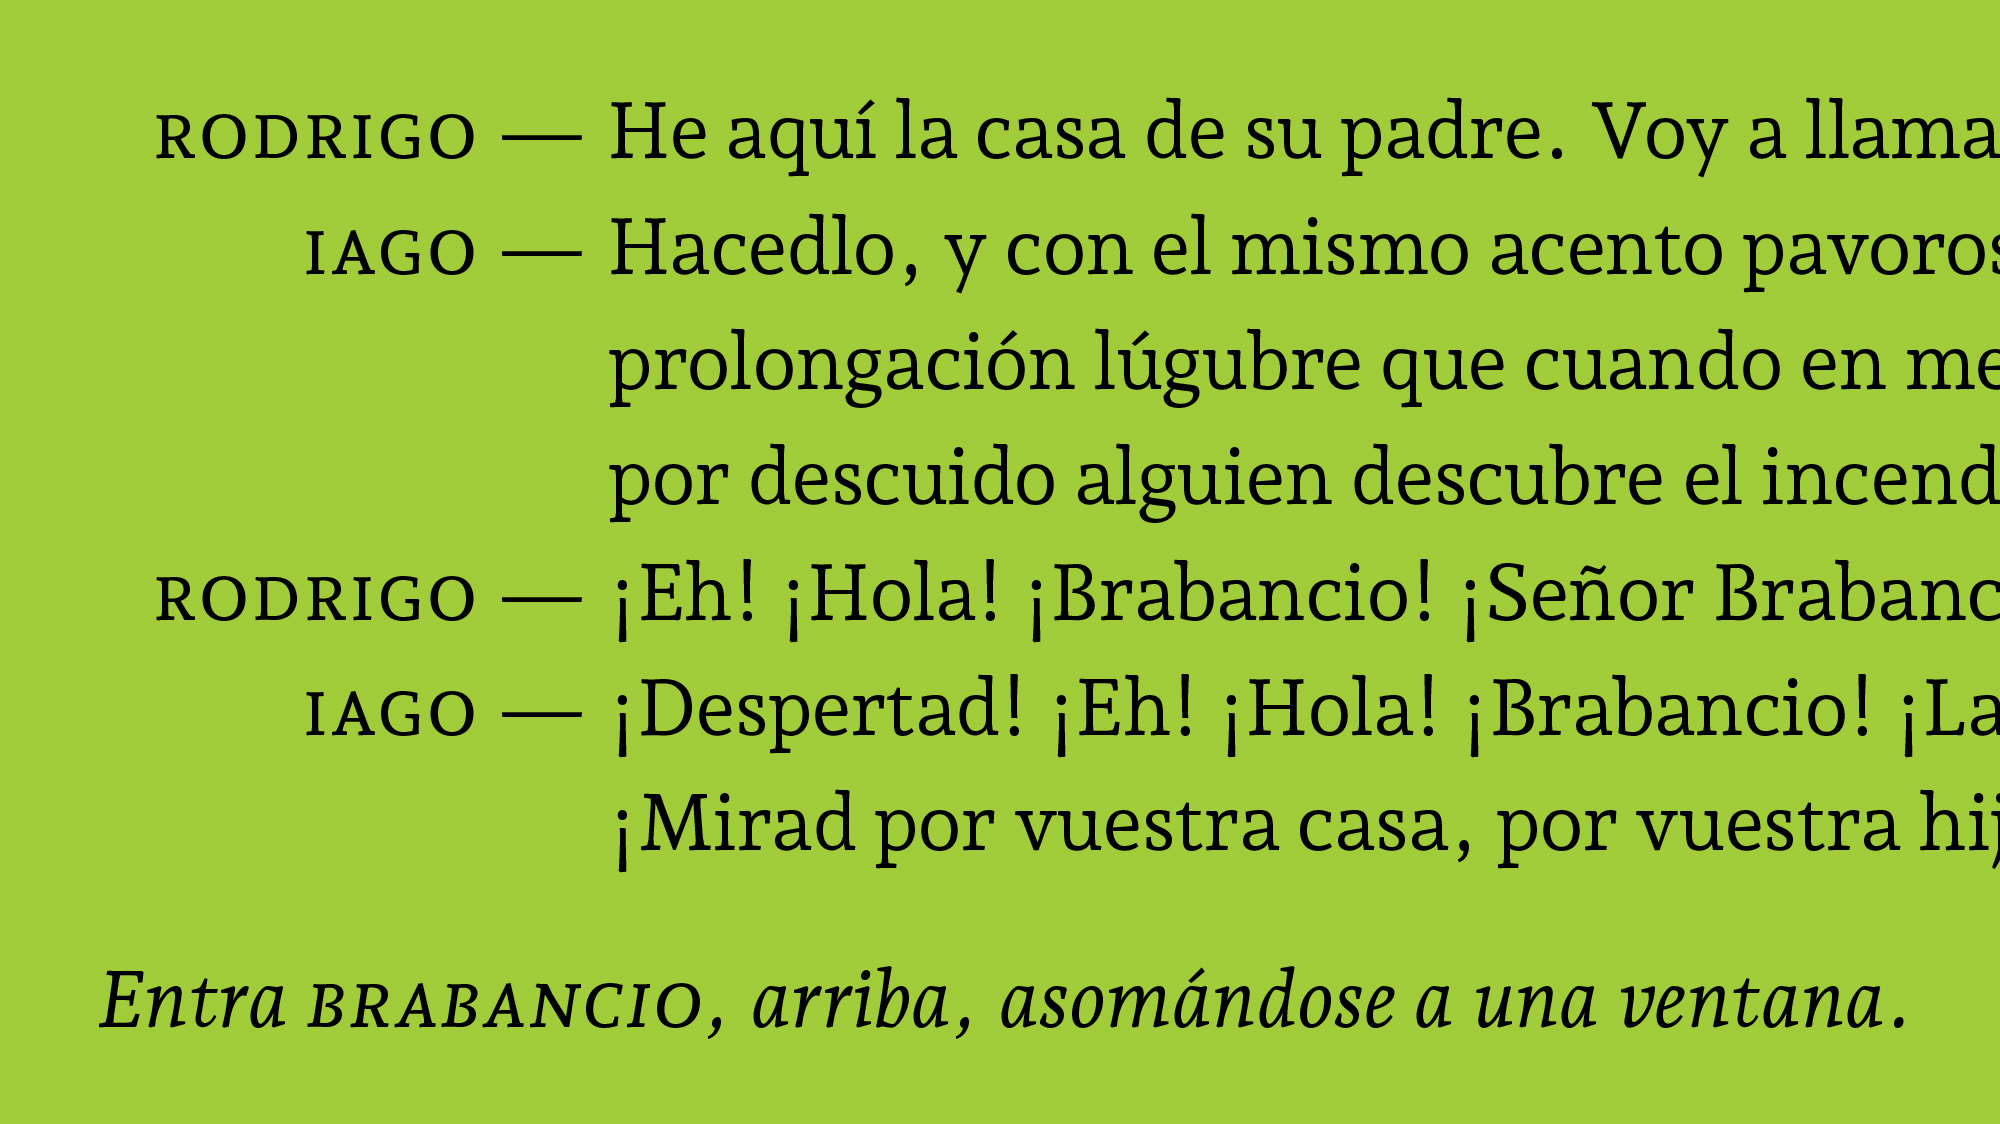 RODRIGO — He aquí la casa de su padre. Voy a llama
IAGO — Hacedlo, y con el mismo acento pavoros
prolongación lúgubre que cuando en me
por descuido alguien descubre el incend
RODRIGO — ¡Eh! ¡Hola! ¡Brabancio! ¡Señor Brabanc
IAGO — ¡Despertad! ¡Eh! ¡Hola! ¡Brabancio! ¡La
¡Mirad por vuestra casa, por vuestra hij
Entra BRABANCIO, arriba, asomándose a una ventana.